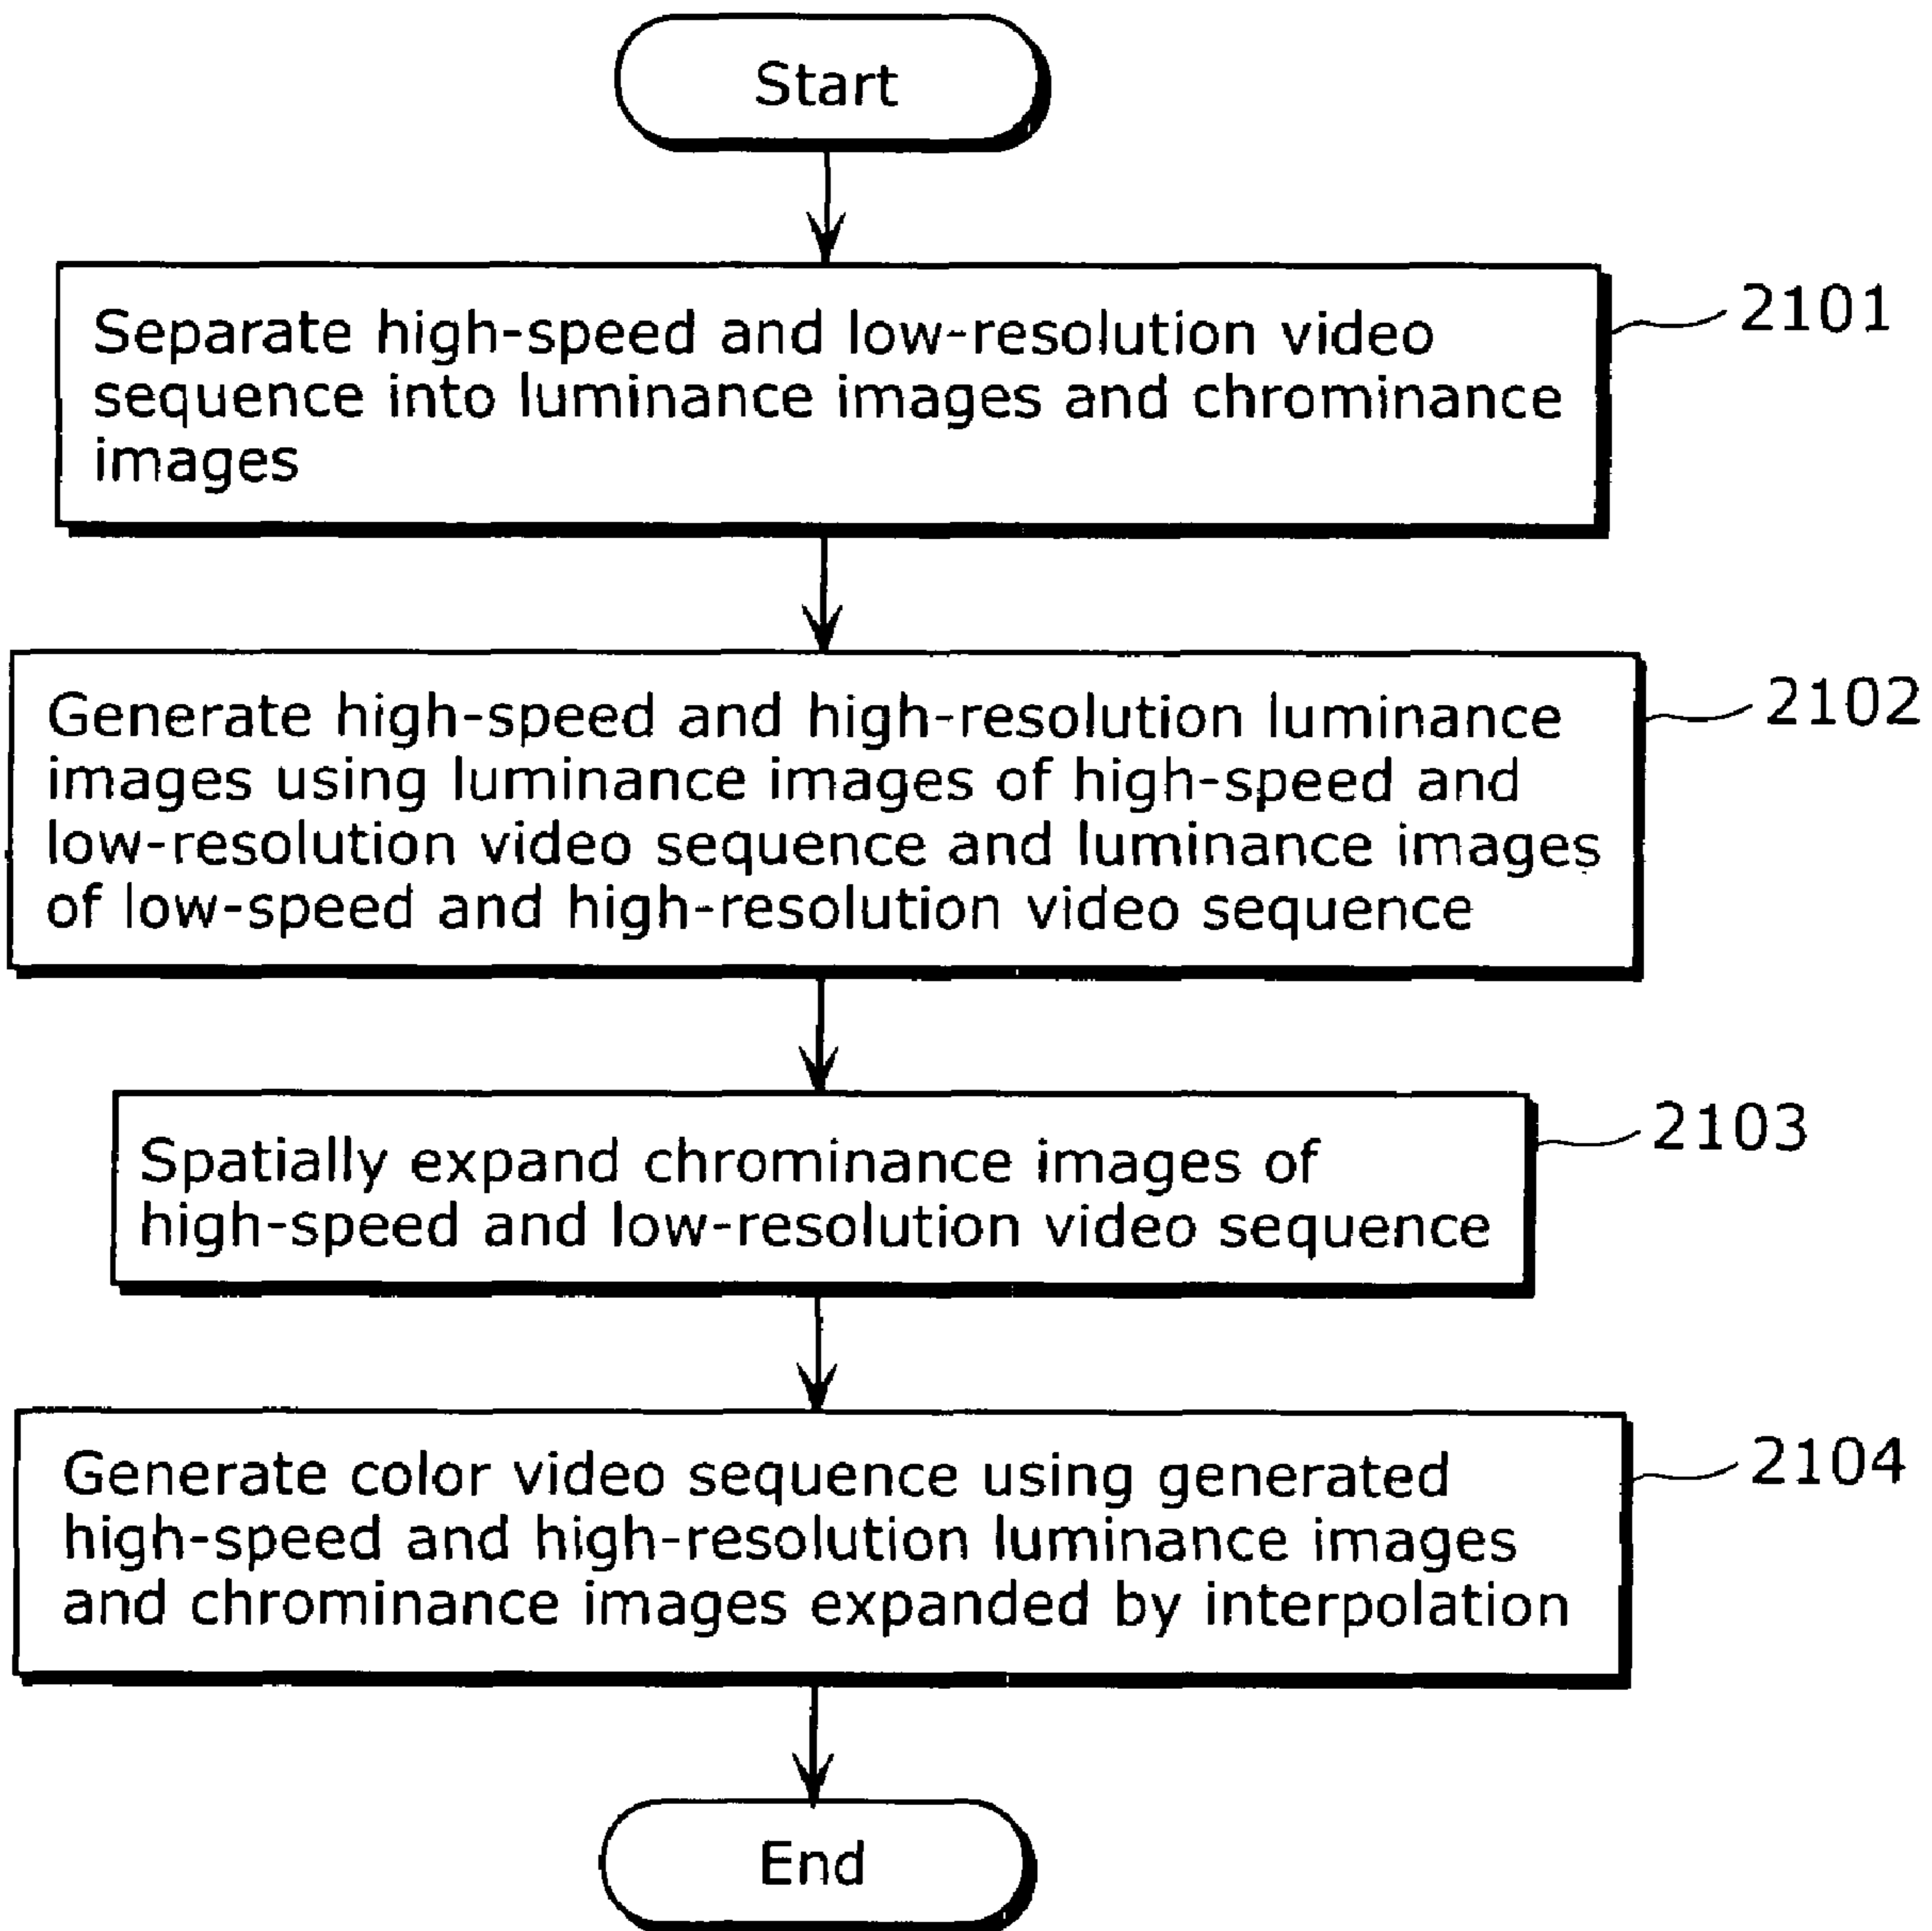 Start
Separate high-speed and low-resolution video
sequence into luminance images and chrominance
images
2101
Generate high-speed and high-resolution luminance
images using luminance images of high-speed and
low-resolution video sequence and luminance images
of low-speed and high-resolution video sequence
2102
Spatially expand chrominance images of
high-speed and low-resolution video sequence
2103
Generate color video sequence using generated
high-speed and high-resolution luminance images
and chrominance images expanded by interpolation
2104
End